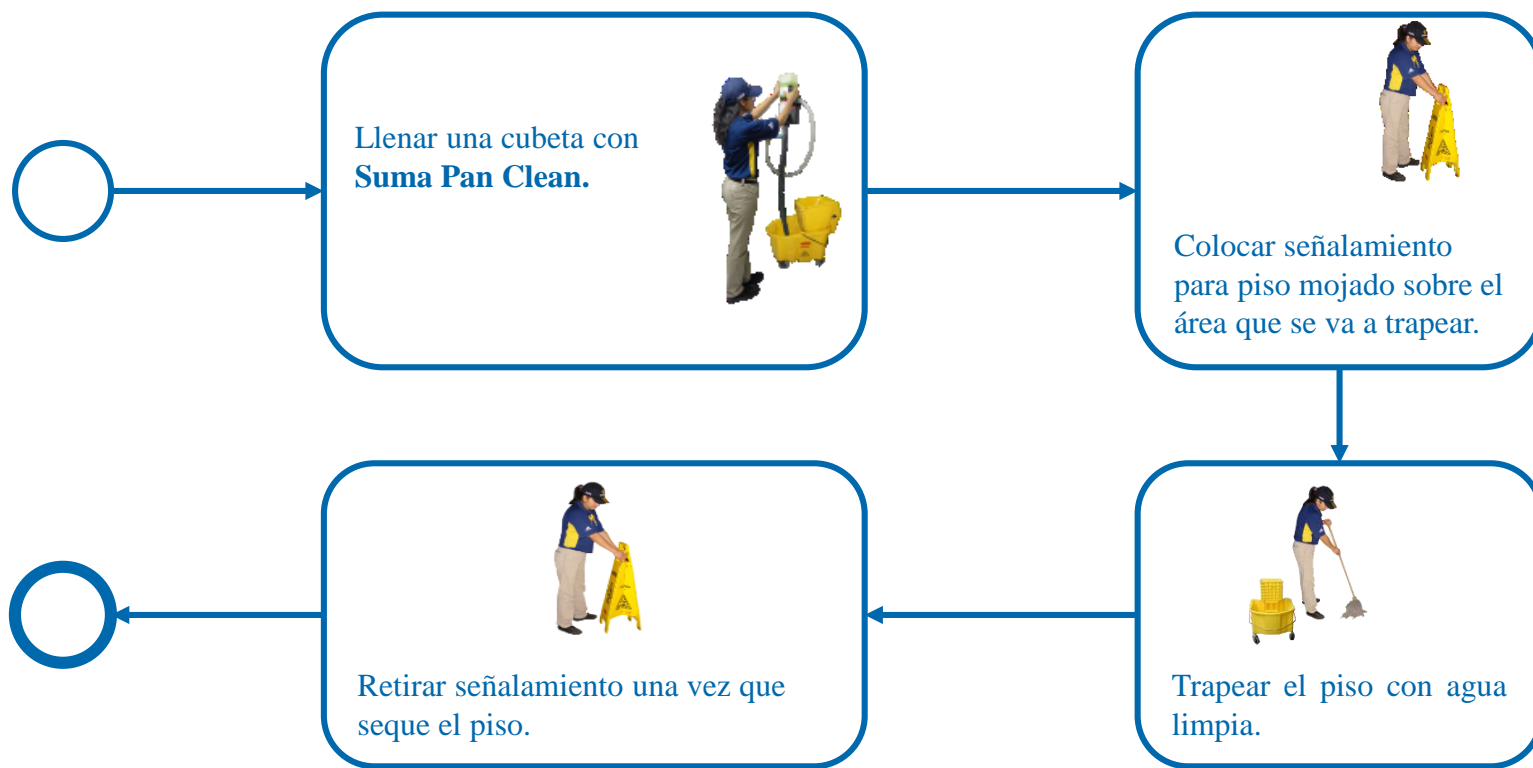 Llenar una cubeta con
Suma Pan Clean.
Colocar señalamiento
para piso mojado sobre el
área que se va a trapear.
Retirar señalamiento una vez que
seque el piso.
Trapear el piso con agua
limpia.